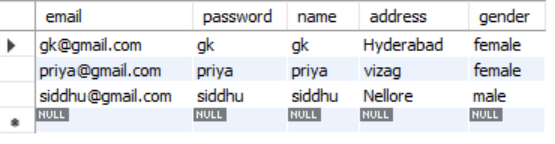 email password name address gender
gk@gmail.com gk gk Hyderabad female
priya@gmail.com priya priya vizag female
siddhu@gmail.com siddhu siddhu Nellore male
NULL NULL NULL NULL NULL